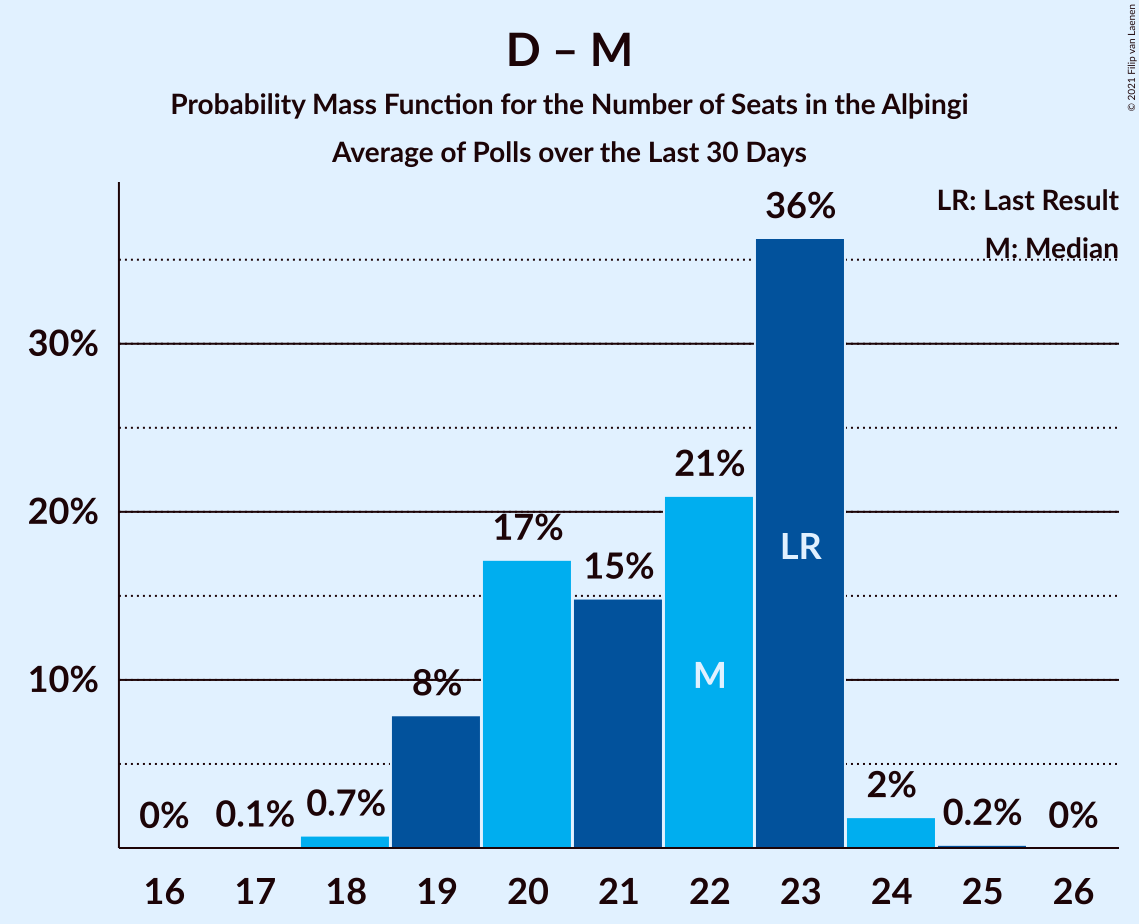 D – M
Probability Mass Function for the Number of Seats in the Alþingi
Average of Polls over the Last 30 Days
© 2021 Filip van Laenen
LR: Last Result
M: Median
36%
30%
21%
20%
17%
15%
LR
M
10%
8%
2%
0.7%
0.2%
0%
0.1%
0%
16 17 18 19 20 21 22 23 24 25 26